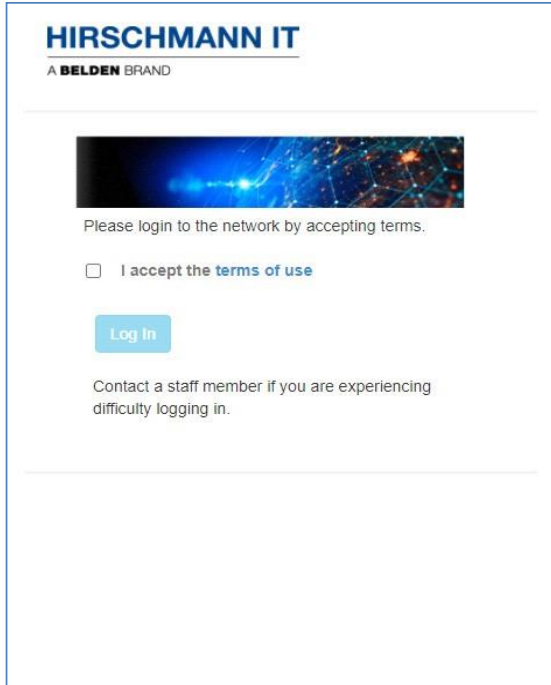 HIRSCHMANN IT
A BELDEN BRAND
Please login to the network by accepting terms.
I accept the terms of use
Log In
Contact a staff member if you are experiencing
difficulty logging in.